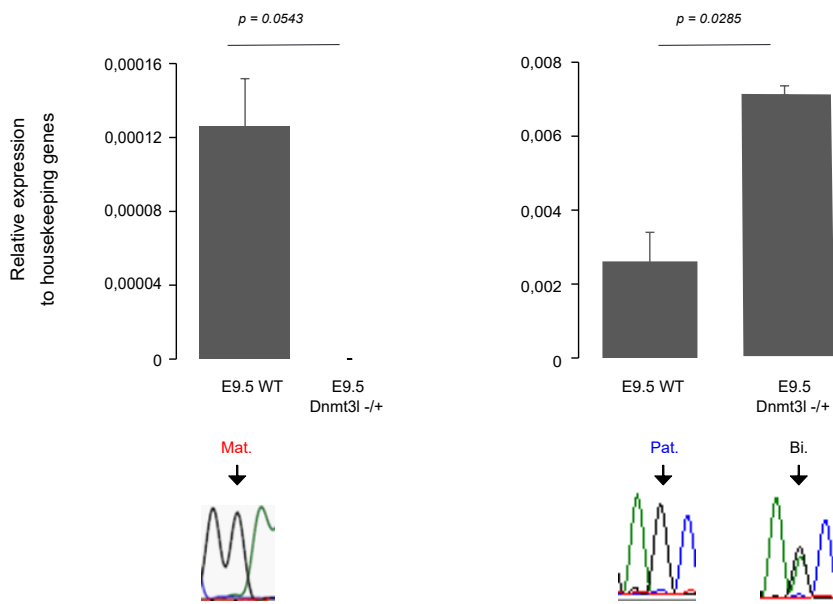 p = 0.0543
p = 0.0285
Relative expression
to housekeeping genes
0,00016
0,00012
0,00008
0,00004
0
0,008
0,006
0,004
0,002
0
E9.5 WT
E9.5
Dnmt3l -/+
E9.5 WT
E9.5
Dnmt3l -/+
Mat.
Pat.
Bi.